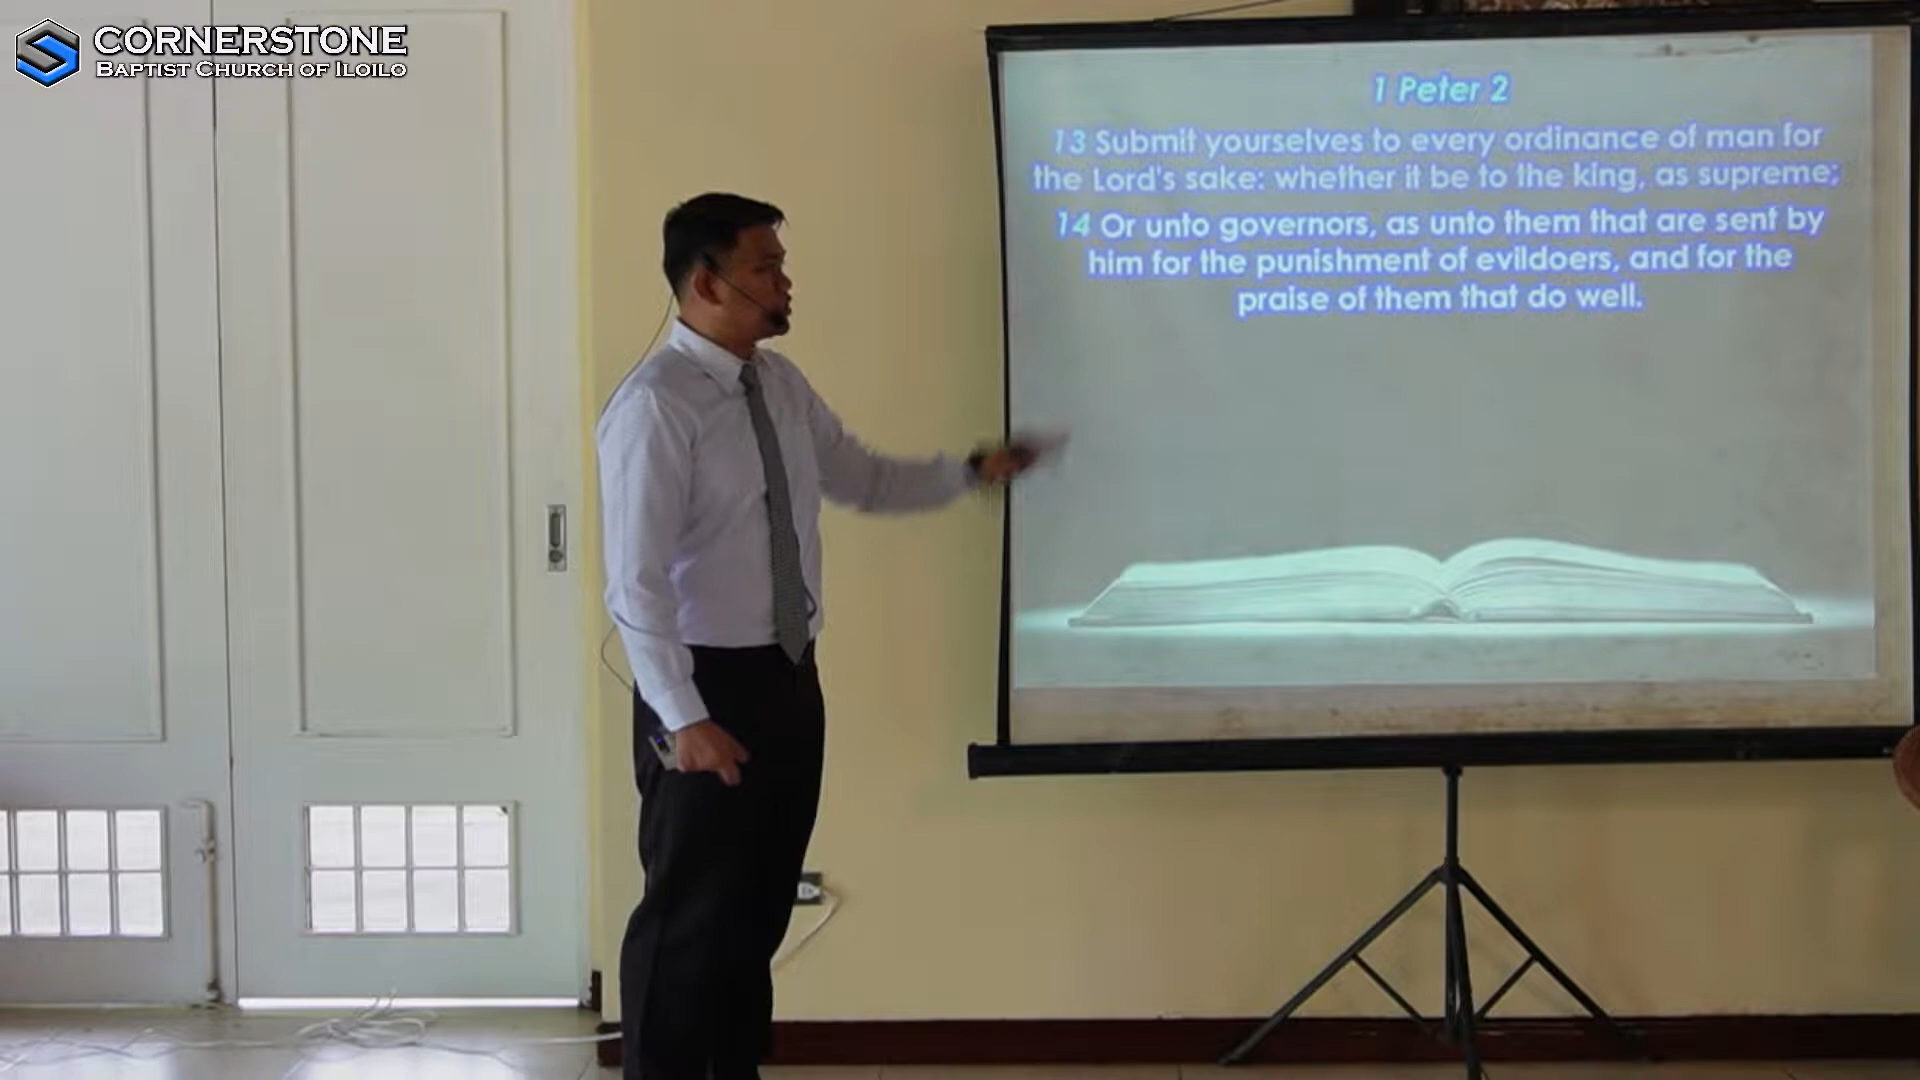 CORNERSTONE
BAPTIST CHURCH OF ILOILO
1 Peter 2
13 Submit yourselves to every ordinance of man for
the Lord's sake: whether it be to the king, as supreme;
14 Or unto governors, as unto them that are sent by
him for the punishment of evildoers, and for the
praise of them that do well.